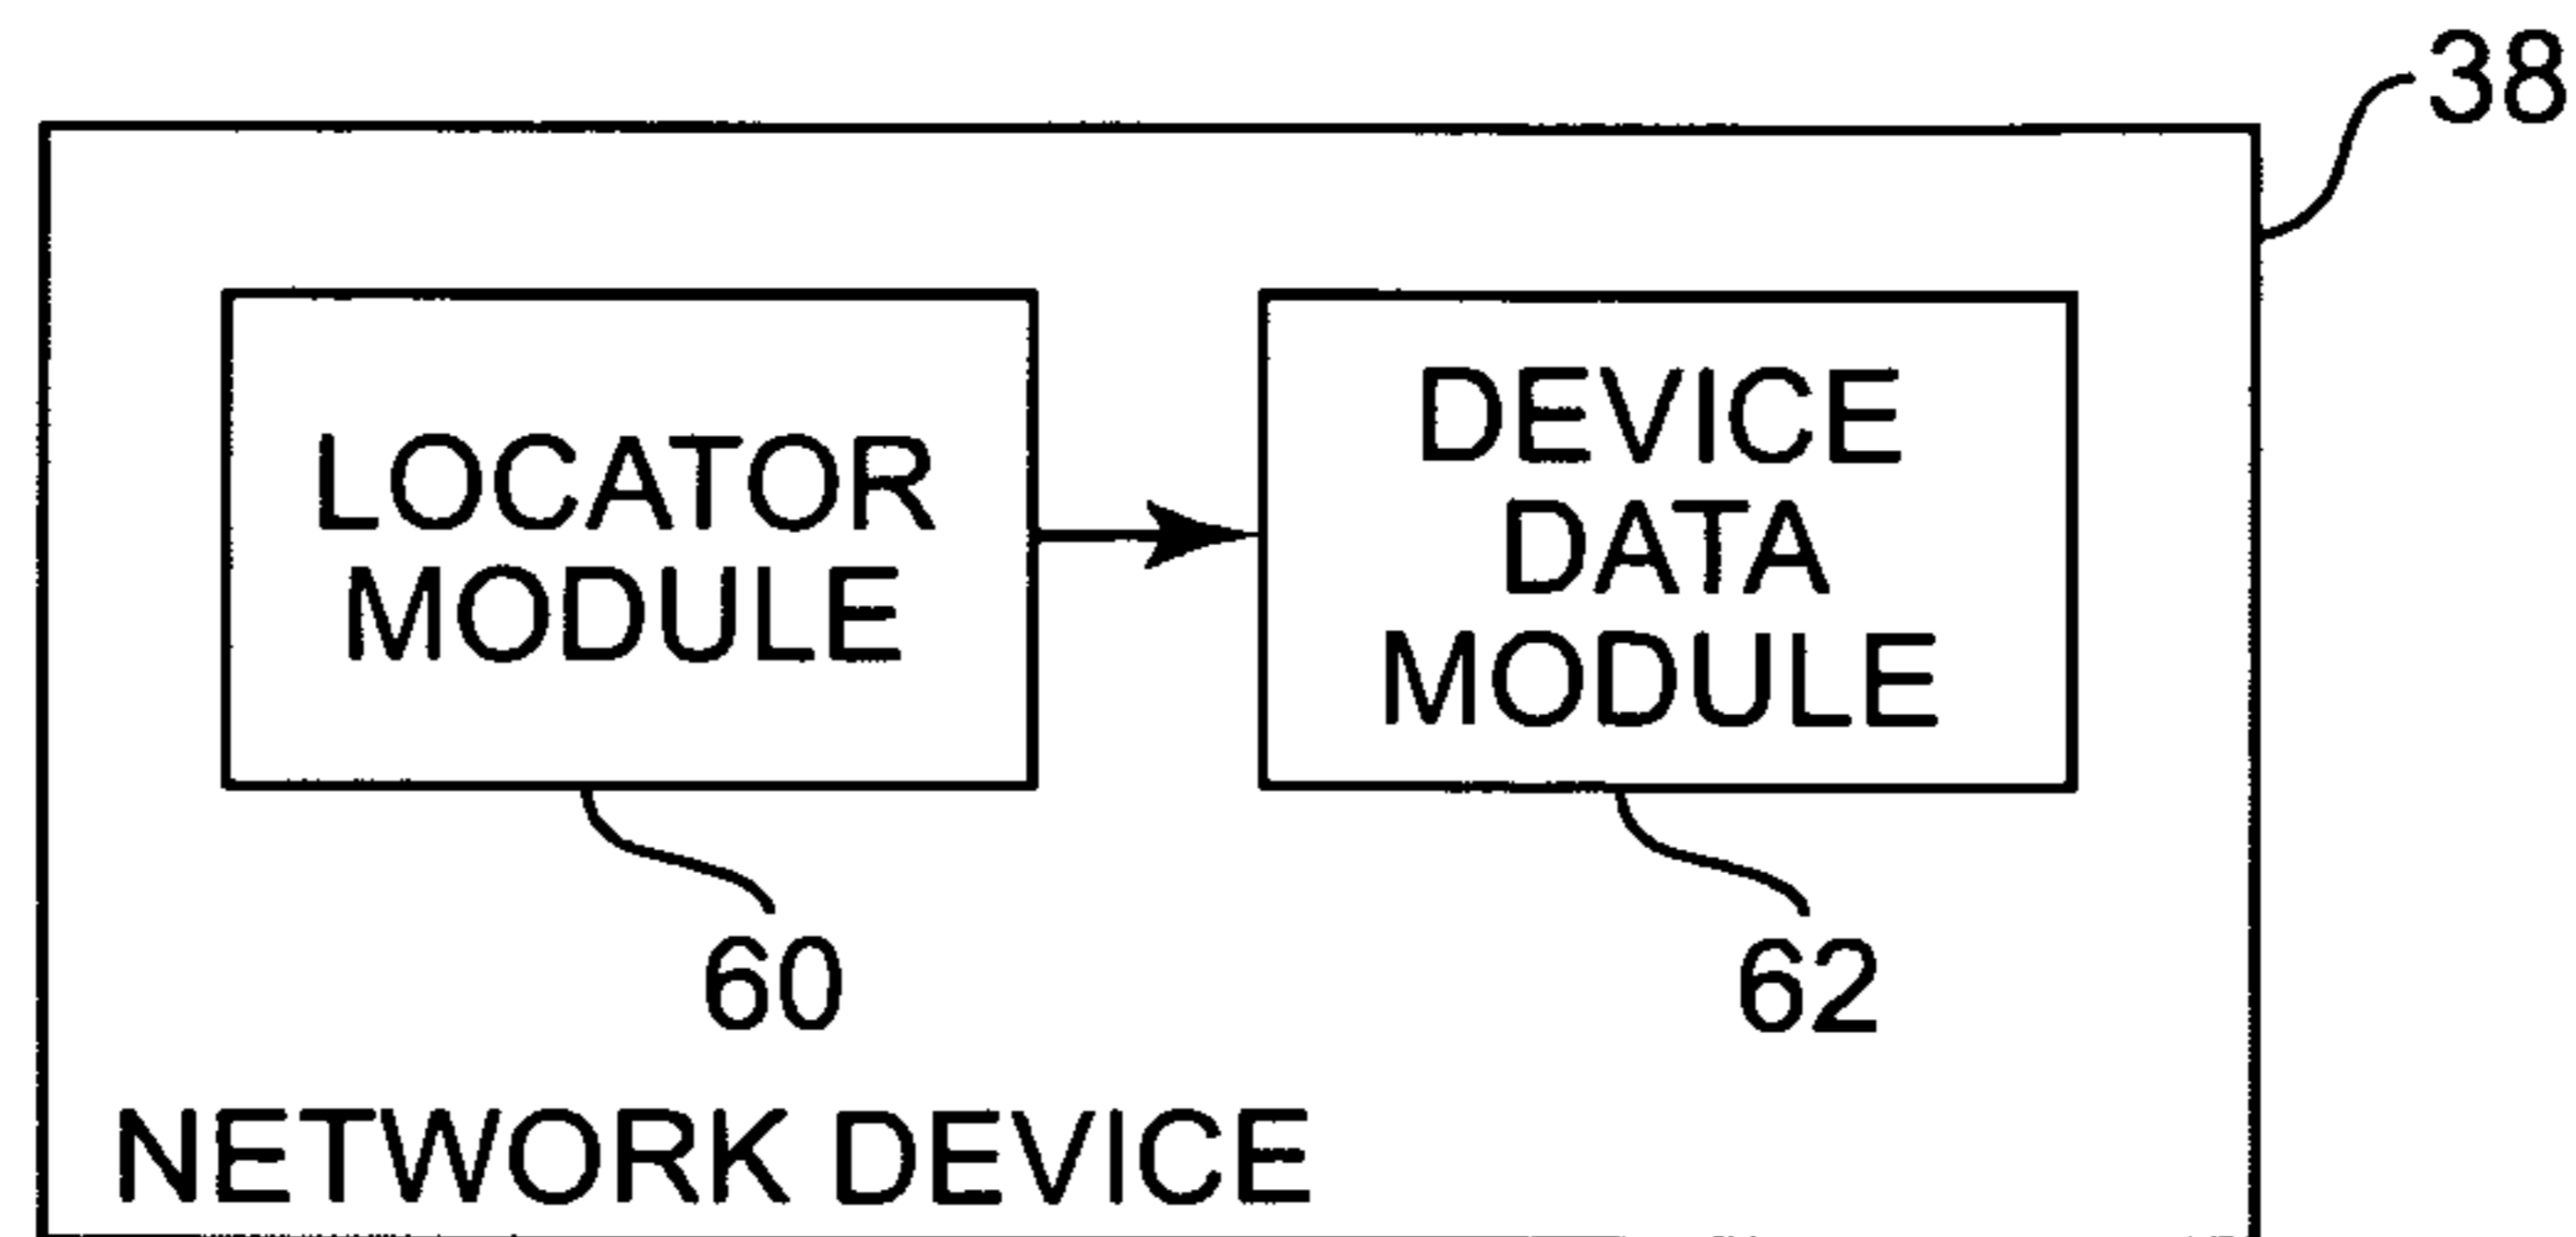 38
LOCATOR
MODULE
DEVICE
DATA
MODULE
60
62
NETWORK DEVICE